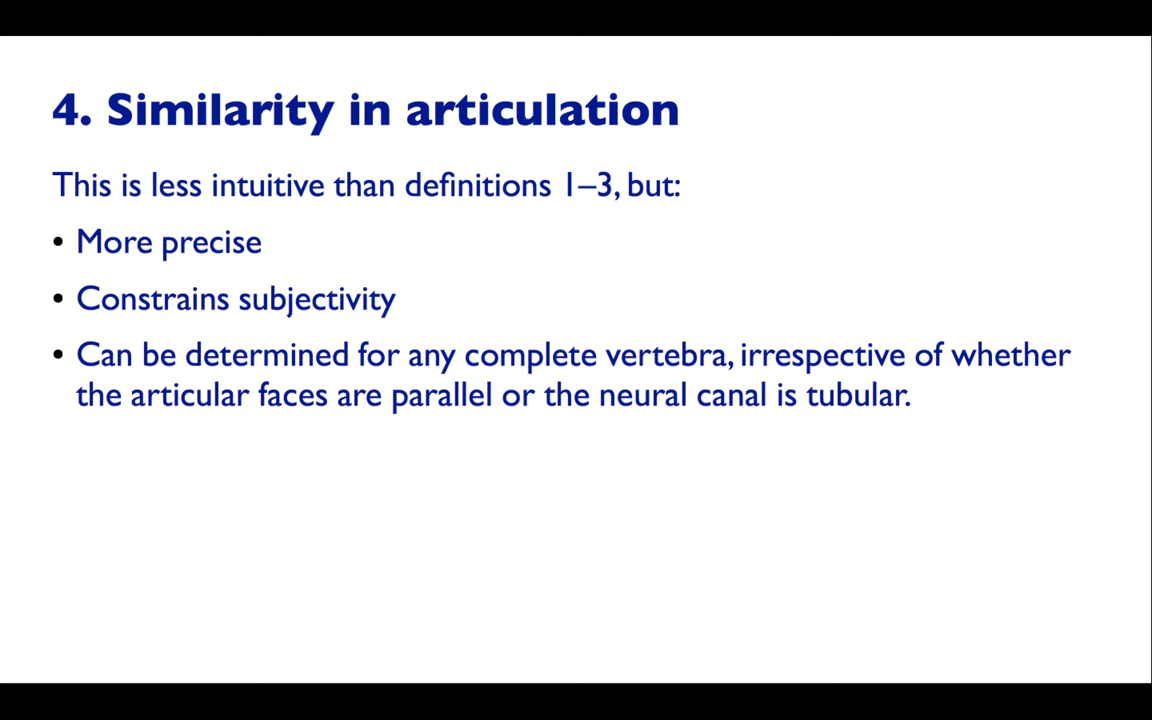 4. Similarity in articulation
This is less intuitive than definitions 1–3, but:
• More precise
• Constrains subjectivity
• Can be determined for any complete vertebra, irrespective of whether
the articular faces are parallel or the neural canal is tubular.